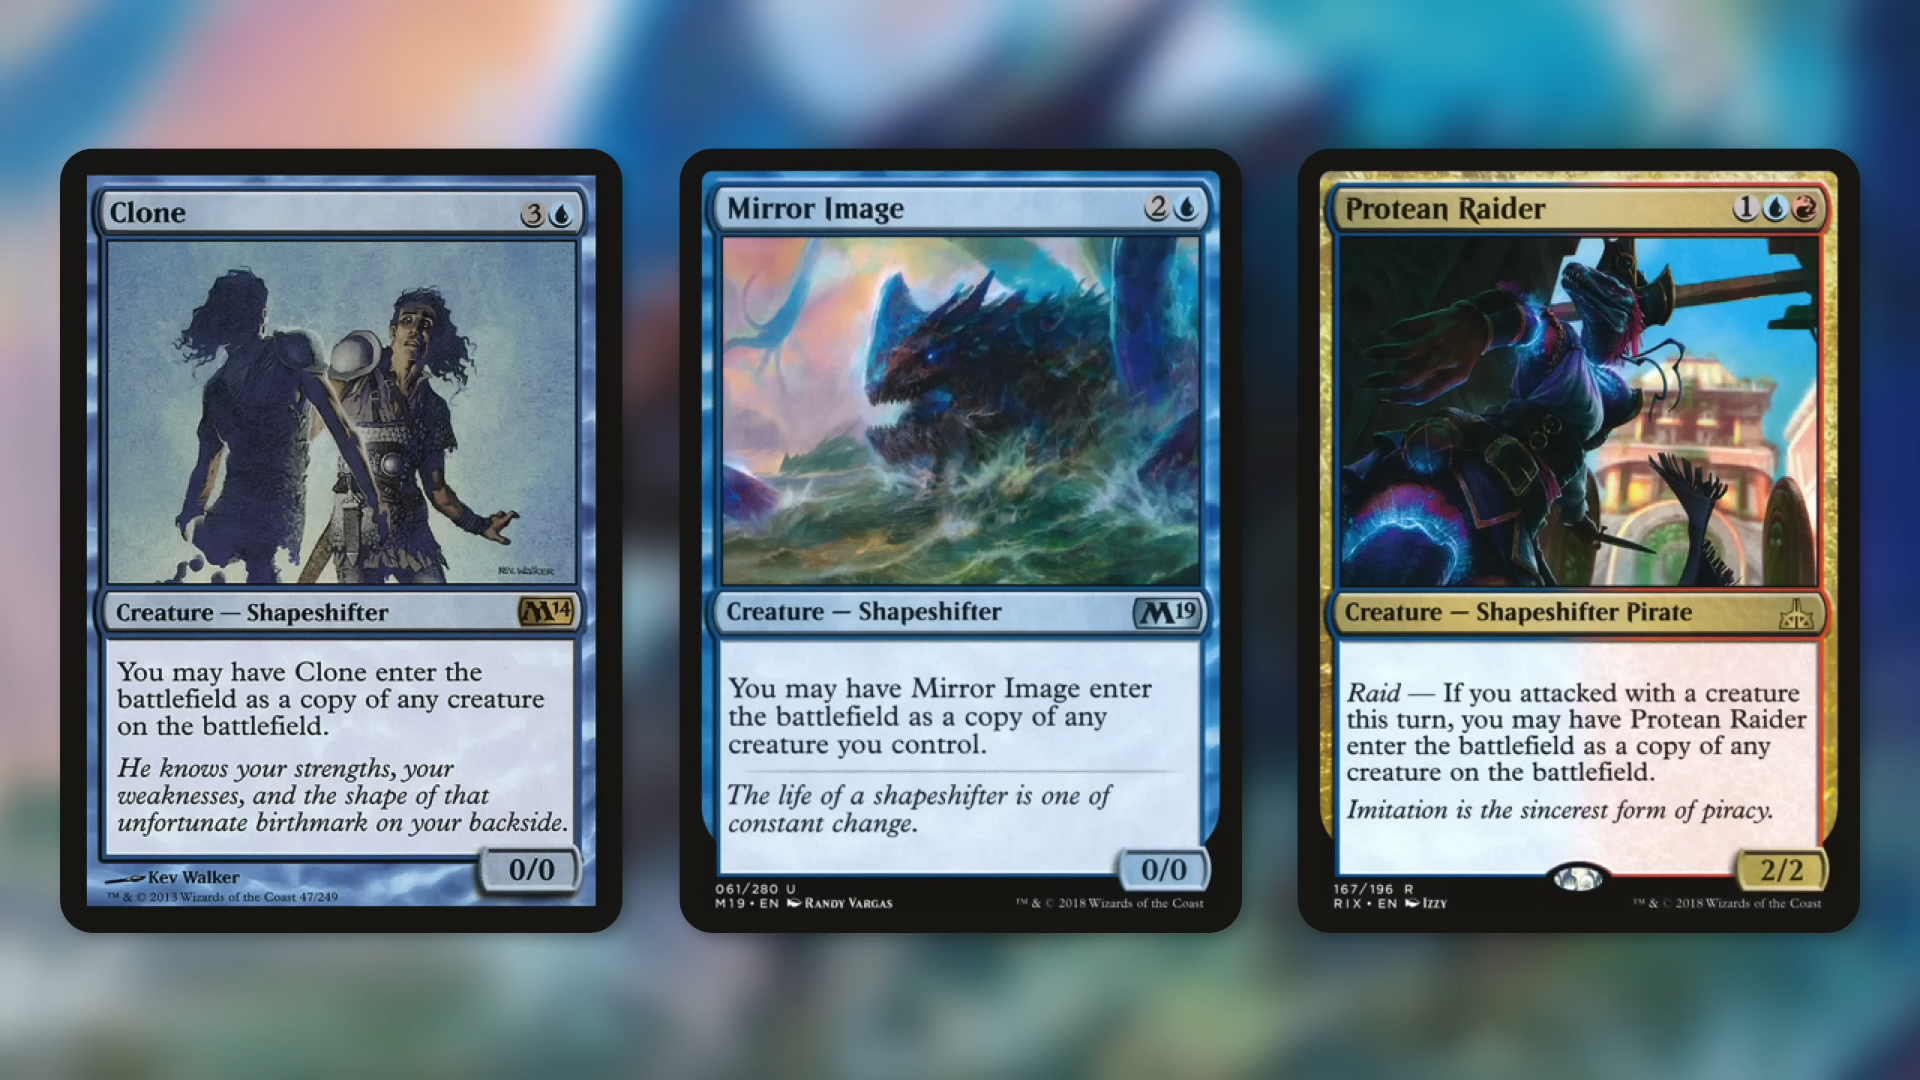 Clone
3
KEV WALKER
Creature — Shapeshifter
M14
You may have Clone enter the
battlefield as a copy of any creature
on the battlefield.
He knows your strengths, your
weaknesses, and the shape of that
unfortunate birthmark on your backside.
0/0
Kev Walker
™ & © 2013 Wizards of the Coast 47/249
Mirror Image
2
Creature — Shapeshifter
M19
You may have Mirror Image enter
the battlefield as a copy of any
creature you control.
The life of a shapeshifter is one of
constant change.
0/0
061/280 U
M19 • EN RANDY VARGAS
™ & © 2018 Wizards of the Coast
Protean Raider
1
Creature — Shapeshifter Pirate
Raid — If you attacked with a creature
this turn, you may have Protean Raider
enter the battlefield as a copy of any
creature on the battlefield.
Imitation is the sincerest form of piracy.
2/2
167/196 R
RIX • EN IZZY
™ & © 2018 Wizards of the Coast